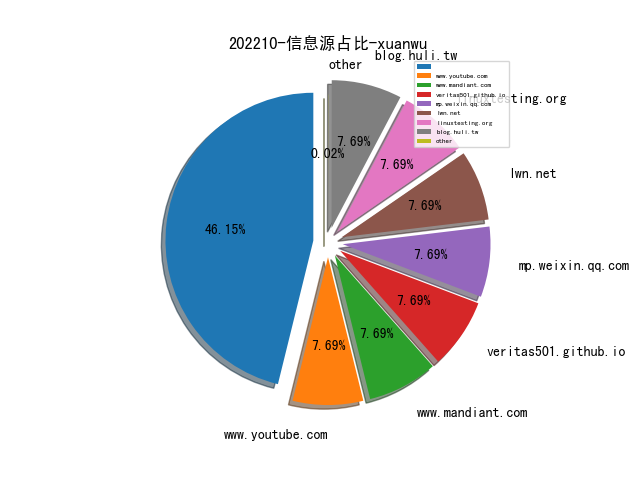 202210-信息源占比-xuanwu
blog.huli.tw
other
www.youtube.com
www.mandiant.com
veritas501.github.io
mp.weixin.qq.com
lwn.net
linuxtesting.org
blog.huli.tw
other
linuxtesting.org
7.69%
0.02%
7.69%
lwn.net
7.69%
46.15%
7.69%
mp.weixin.qq.com
7.69%
7.69%
7.69%
veritas501.github.io
www.mandiant.com
www.youtube.com